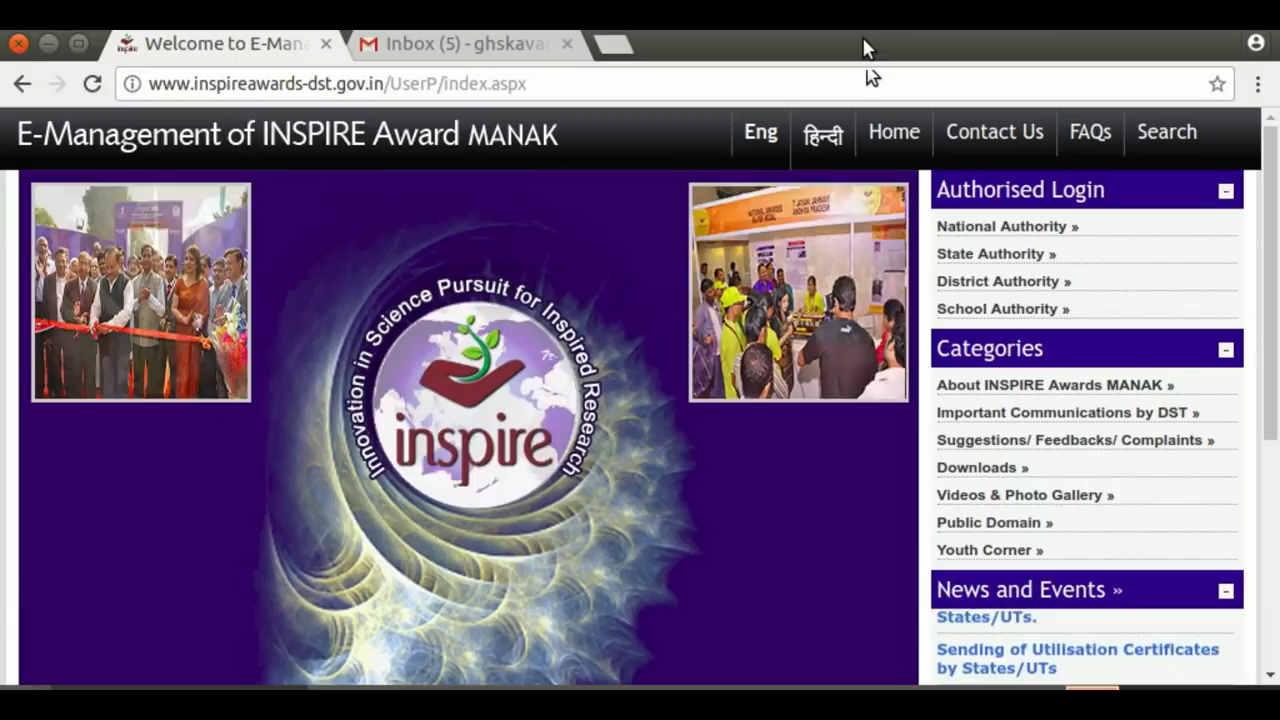 Welcome to E-Mana
Inbox (5) - ghskava
www.inspireawards-dst.gov.in/UserP/index.aspx
E-Management of INSPIRE Award MANAK
Eng
हिन्दी
Home
Contact Us
FAQs
Search
Innovation in Science Pursuit for Inspired Research
inspire
Authorised Login
National Authority »
State Authority »
District Authority »
School Authority »
Categories
About INSPIRE Awards MANAK »
Important Communications by DST »
Suggestions/ Feedbacks/ Complaints »
Downloads »
Videos & Photo Gallery »
Public Domain »
Youth Corner »
News and Events »
States/UTs.
Sending of Utilisation Certificates
by States/UTs